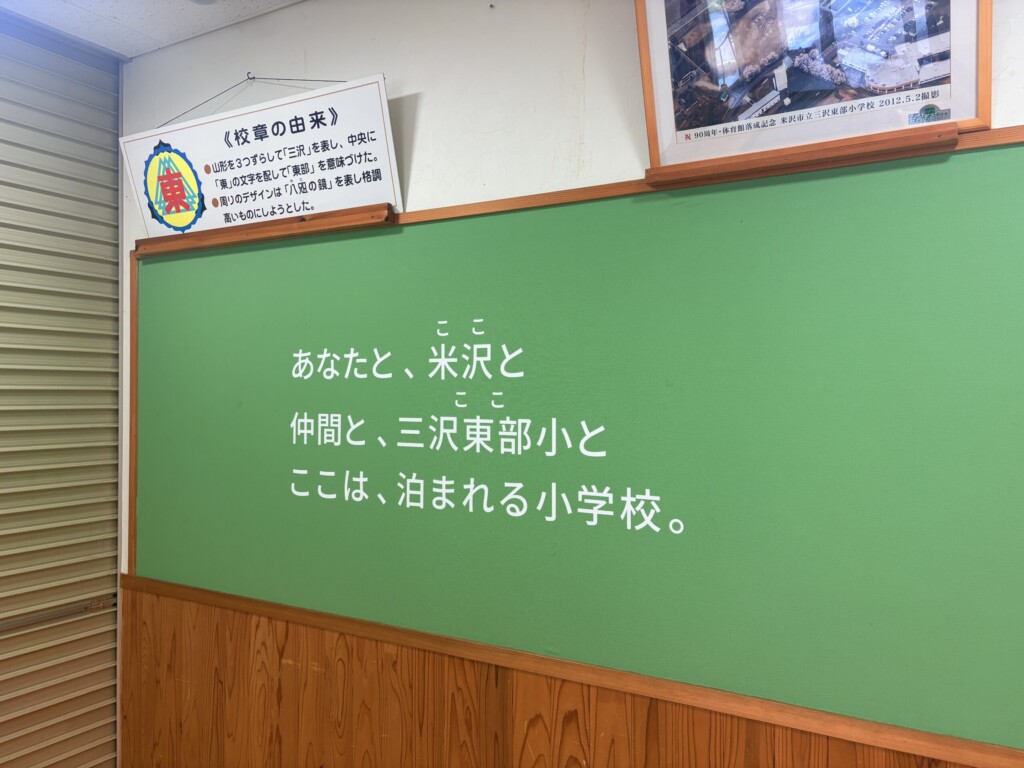 《校章の由来》
●山形を3つずらして「三沢」を表し、中央に
「東」の文字を配して「東部」を意味づけた。
●周りのデザインは「八咫の鏡」を表し格調
高いものにしようとした。
東
祝 90周年・体育館落成記念 米沢市立三沢東部小学校 2012.5.2撮影
ここ
あなたと、米沢と
ここ
仲間と、三沢東部小と
ここは、泊まれる小学校。